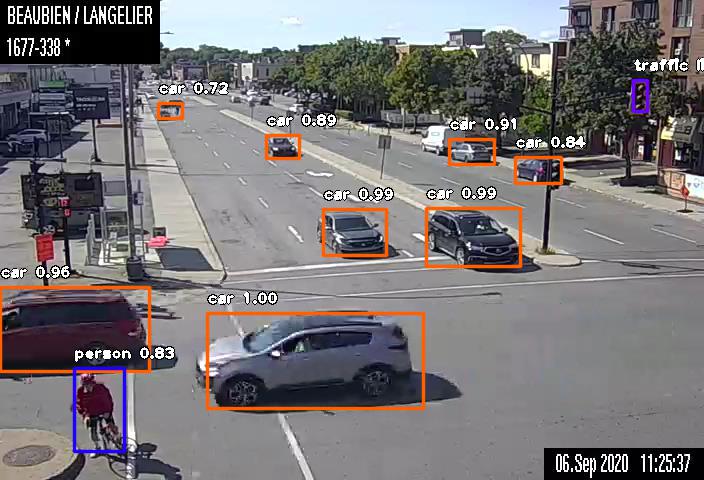 BEAUBIEN / LANGELIER
1677-338 *
car 0.72
traffic
car 0.89
car 0.91
car 0.84
car 0.99
car 0.99
car 0.96
car 1.00
person 0.83
06.Sep 2020 11:25:37